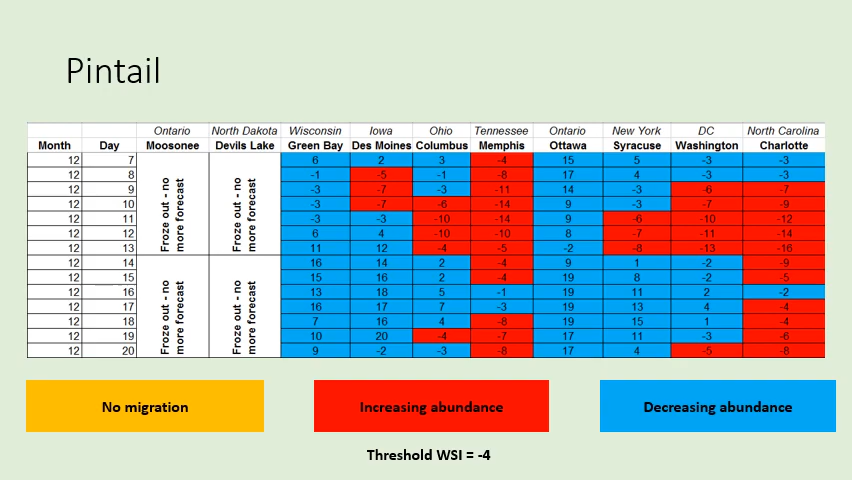 Pintail
Ontario North Dakota Wisconsin Iowa Ohio Tennessee Ontario New York DC North Carolina
Month Day Moosonee Devils Lake Green Bay Des Moines Columbus Memphis Ottawa Syracuse Washington Charlotte
12 7 6 2 3 -4 15 5 -3 -3
12 8 -1 -5 -1 -8 17 4 -3 -3
12 9 -3 -7 -3 -11 14 -3 -6 -7
12 10 -3 -7 -6 -14 9 -3 -7 -9
12 11 -3 -3 -10 -14 9 -6 -10 -12
12 12 6 4 -10 -10 8 -7 -11 -14
12 13 11 12 -4 -5 -2 -8 -13 -16
Froze out - no
more forecast
Froze out - no
more forecast
12 14 16 14 2 -4 9 1 -2 -9
12 15 15 16 2 -4 19 8 -2 -5
12 16 13 18 5 -1 19 11 2 -2
12 17 16 17 7 -3 19 13 4 -4
12 18 7 16 4 -8 19 15 1 -4
12 19 10 20 -4 -7 17 11 -3 -6
12 20 9 -2 -3 -8 17 4 -5 -8
Froze out - no
more forecast
Froze out - no
more forecast
No migration
Increasing abundance
Decreasing abundance
Threshold WSI = -4